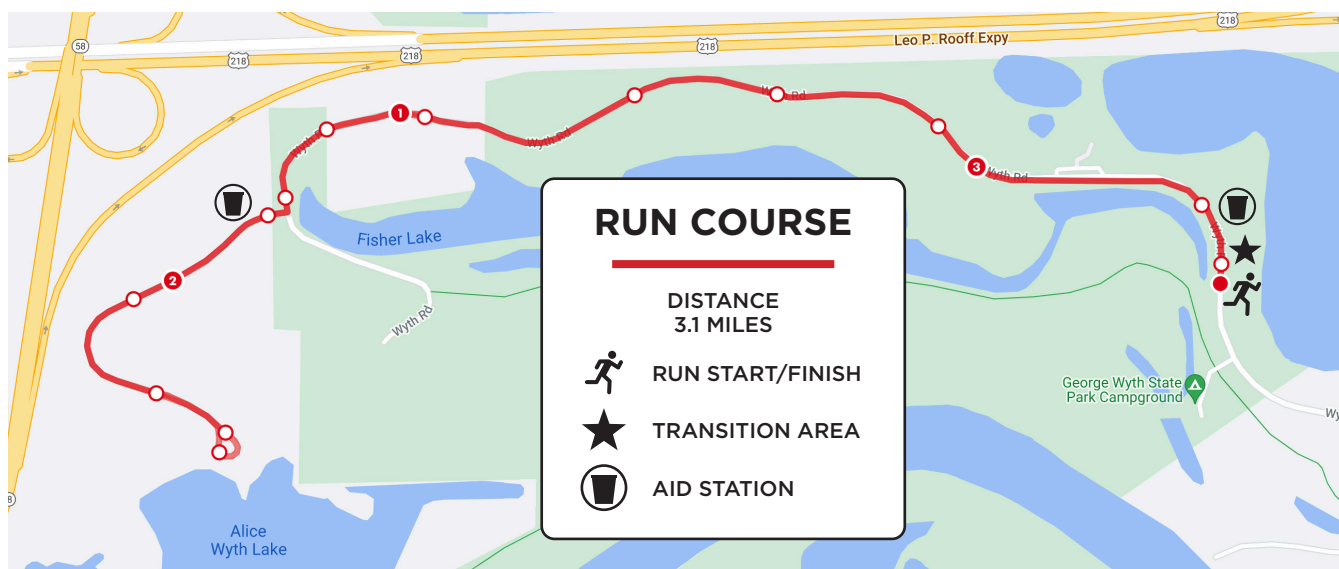 58
218
218
218
218
Leo P. Rooff Expy
1
Wyth Rd
Wyth Rd
3
Wyth Rd
Fisher Lake
2
Wyth Rd
George Wyth State
Park Campground
Alice
Wyth Lake
RUN COURSE
DISTANCE
3.1 MILES
RUN START/FINISH
TRANSITION AREA
AID STATION